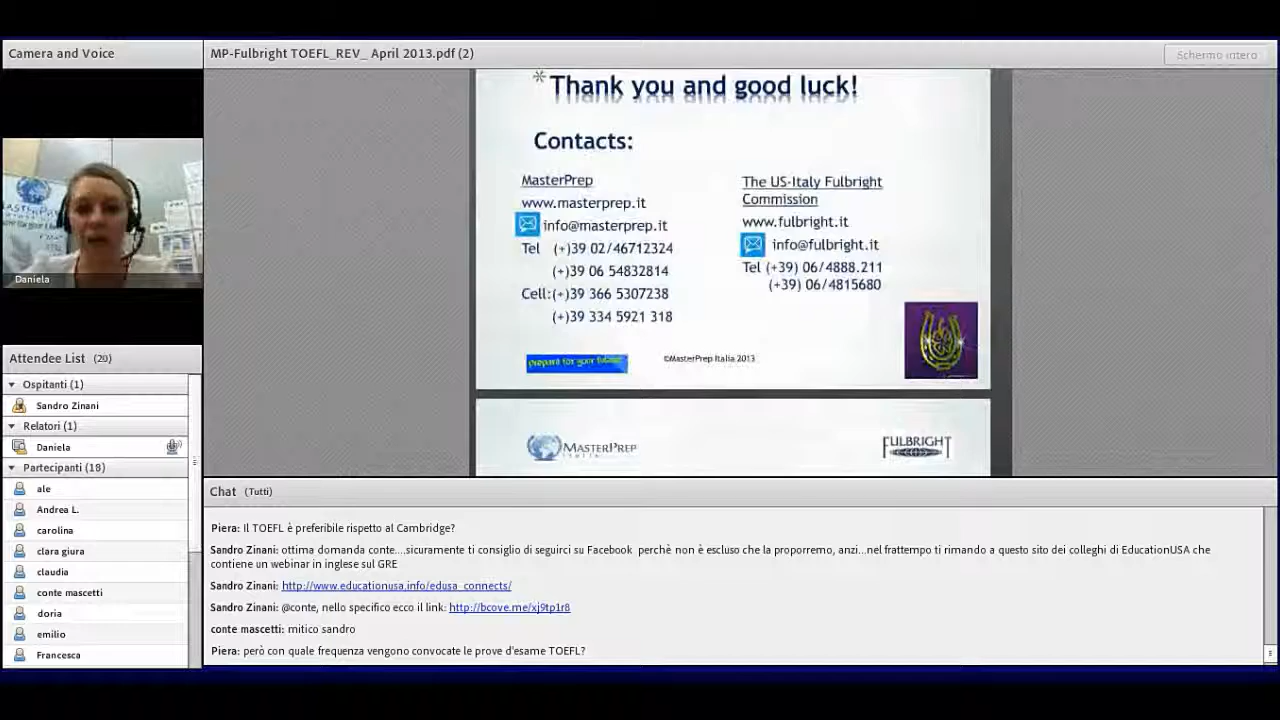 Camera and Voice
MP-Fulbright TOEFL_REV_ April 2013.pdf (2)
Schermo intero
Daniela
Attendee List (20)
Ospitanti (1)
Sandro Zinani
Relatori (1)
Daniela
Partecipanti (18)
ale
Andrea L.
carolina
clara giura
claudia
conte mascetti
doria
emilio
Francesca
* Thank you and good luck!
Contacts:
MasterPrep
www.masterprep.it
info@masterprep.it
Tel (+)39 02/46712324
(+)39 06 54832814
Cell:(+)39 366 5307238
(+)39 334 5921 318
The US-Italy Fulbright
Commission
www.fulbright.it
info@fulbright.it
Tel (+39) 06/4888.211
(+39) 06/4815680
prepare for your future!
©MasterPrep Italia 2013
MASTERPREP
FULBRIGHT
Chat (Tutti)
Piera: Il TOEFL è preferibile rispetto al Cambridge?
Sandro Zinani: ottima domanda conte....sicuramente ti consiglio di seguirci su Facebook perchè non è escluso che la proporremo, anzi...nel frattempo ti rimando a questo sito dei colleghi di EducationUSA che
contiene un webinar in inglese sul GRE
Sandro Zinani: http://www.educationusa.info/edusa_connects/
Sandro Zinani: @conte, nello specifico ecco il link: http://bcove.me/xj9tp1r8
conte mascetti: mitico sandro
Piera: però con quale frequenza vengono convocate le prove d'esame TOEFL?